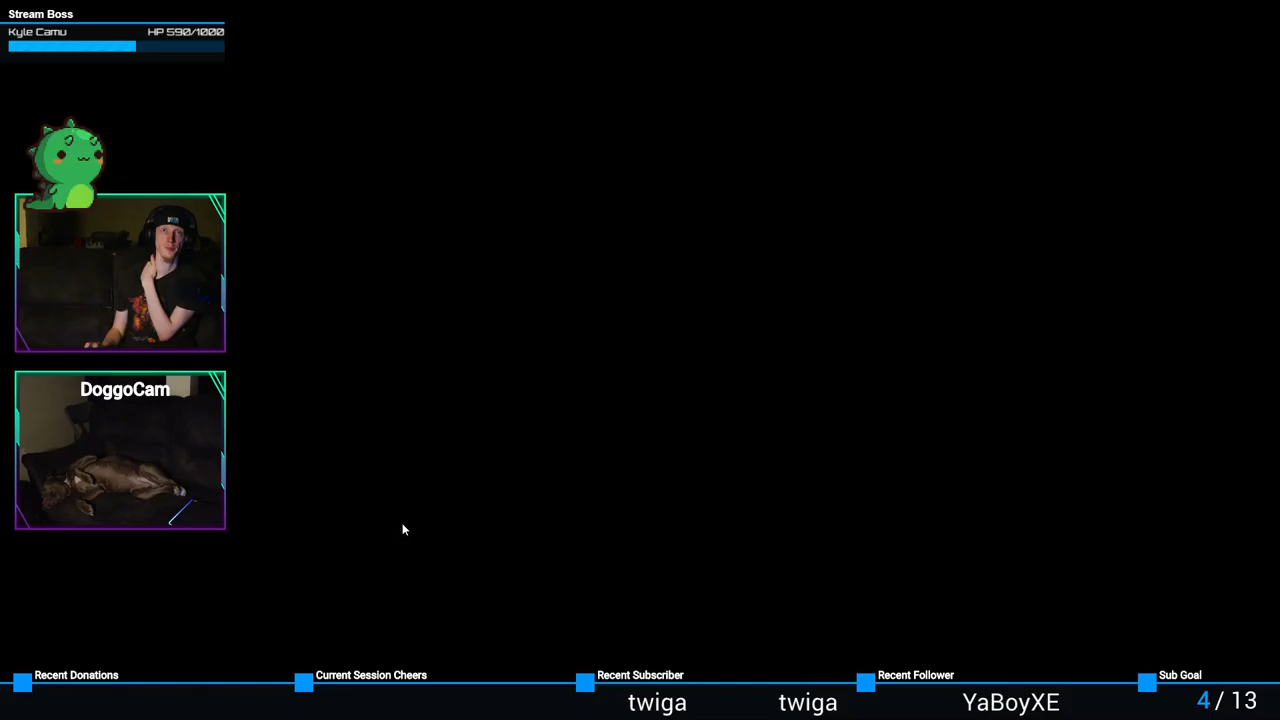 Stream Boss
Kyle Camu HP 590/1000
DoggoCam
Recent Donations
Current Session Cheers
Recent Subscriber
twiga twiga
Recent Follower
YaBoyXE
Sub Goal
4 / 13